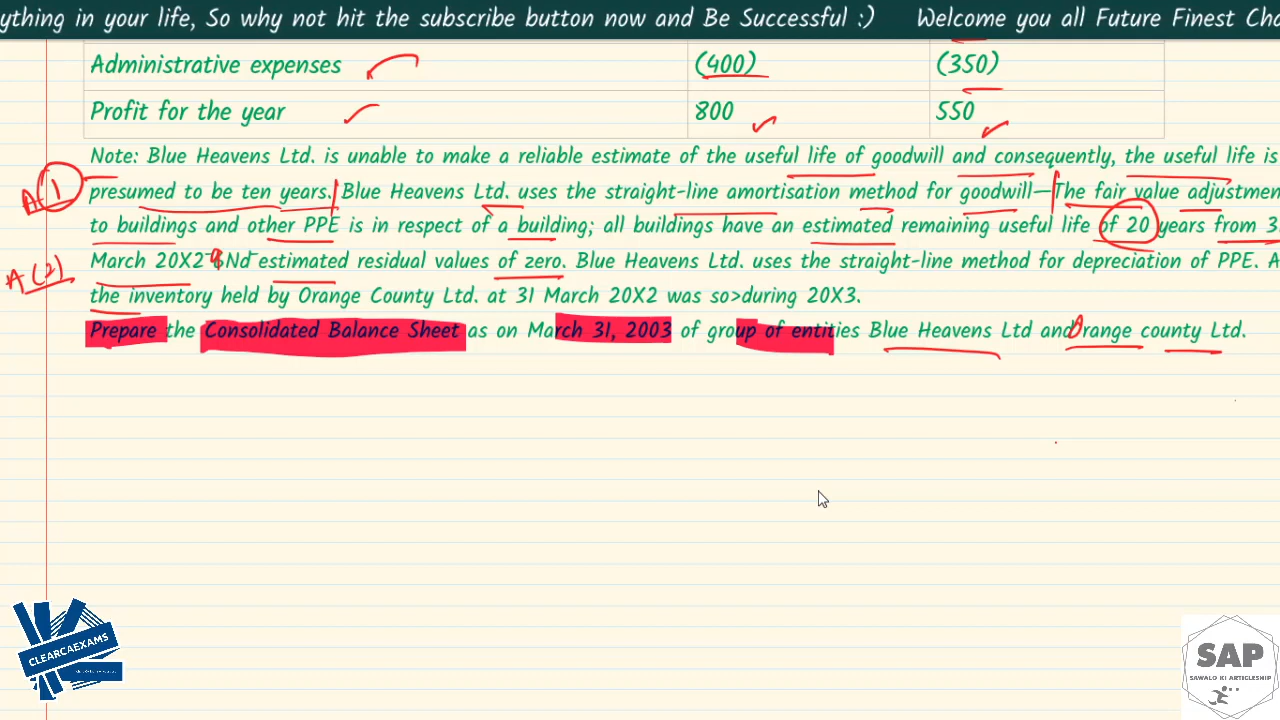 ything in your life, So why not hit the subscribe button now and Be Successful :) Welcome you all Future Finest Cha
Administrative expenses (400) (350)
Profit for the year 800 550
Note: Blue Heavens Ltd. is unable to make a reliable estimate of the useful life of goodwill and consequently, the useful life is
A(1)
presumed to be ten years. Blue Heavens Ltd. uses the straight-line amortisation method for goodwill—The fair value adjustmen
to buildings and other PPE is in respect of a building; all buildings have an estimated remaining useful life of 20 years from 3
A(2)
March 20X2 Nd estimated residual values of zero. Blue Heavens Ltd. uses the straight-line method for depreciation of PPE. A
the inventory held by Orange County Ltd. at 31 March 20X2 was so>during 20X3.
Prepare the Consolidated Balance Sheet as on March 31, 2003 of group of entities Blue Heavens Ltd and Orange county Ltd.
CLEARCAEXAMS
SAP
SAWALO KI ARTICLESHIP